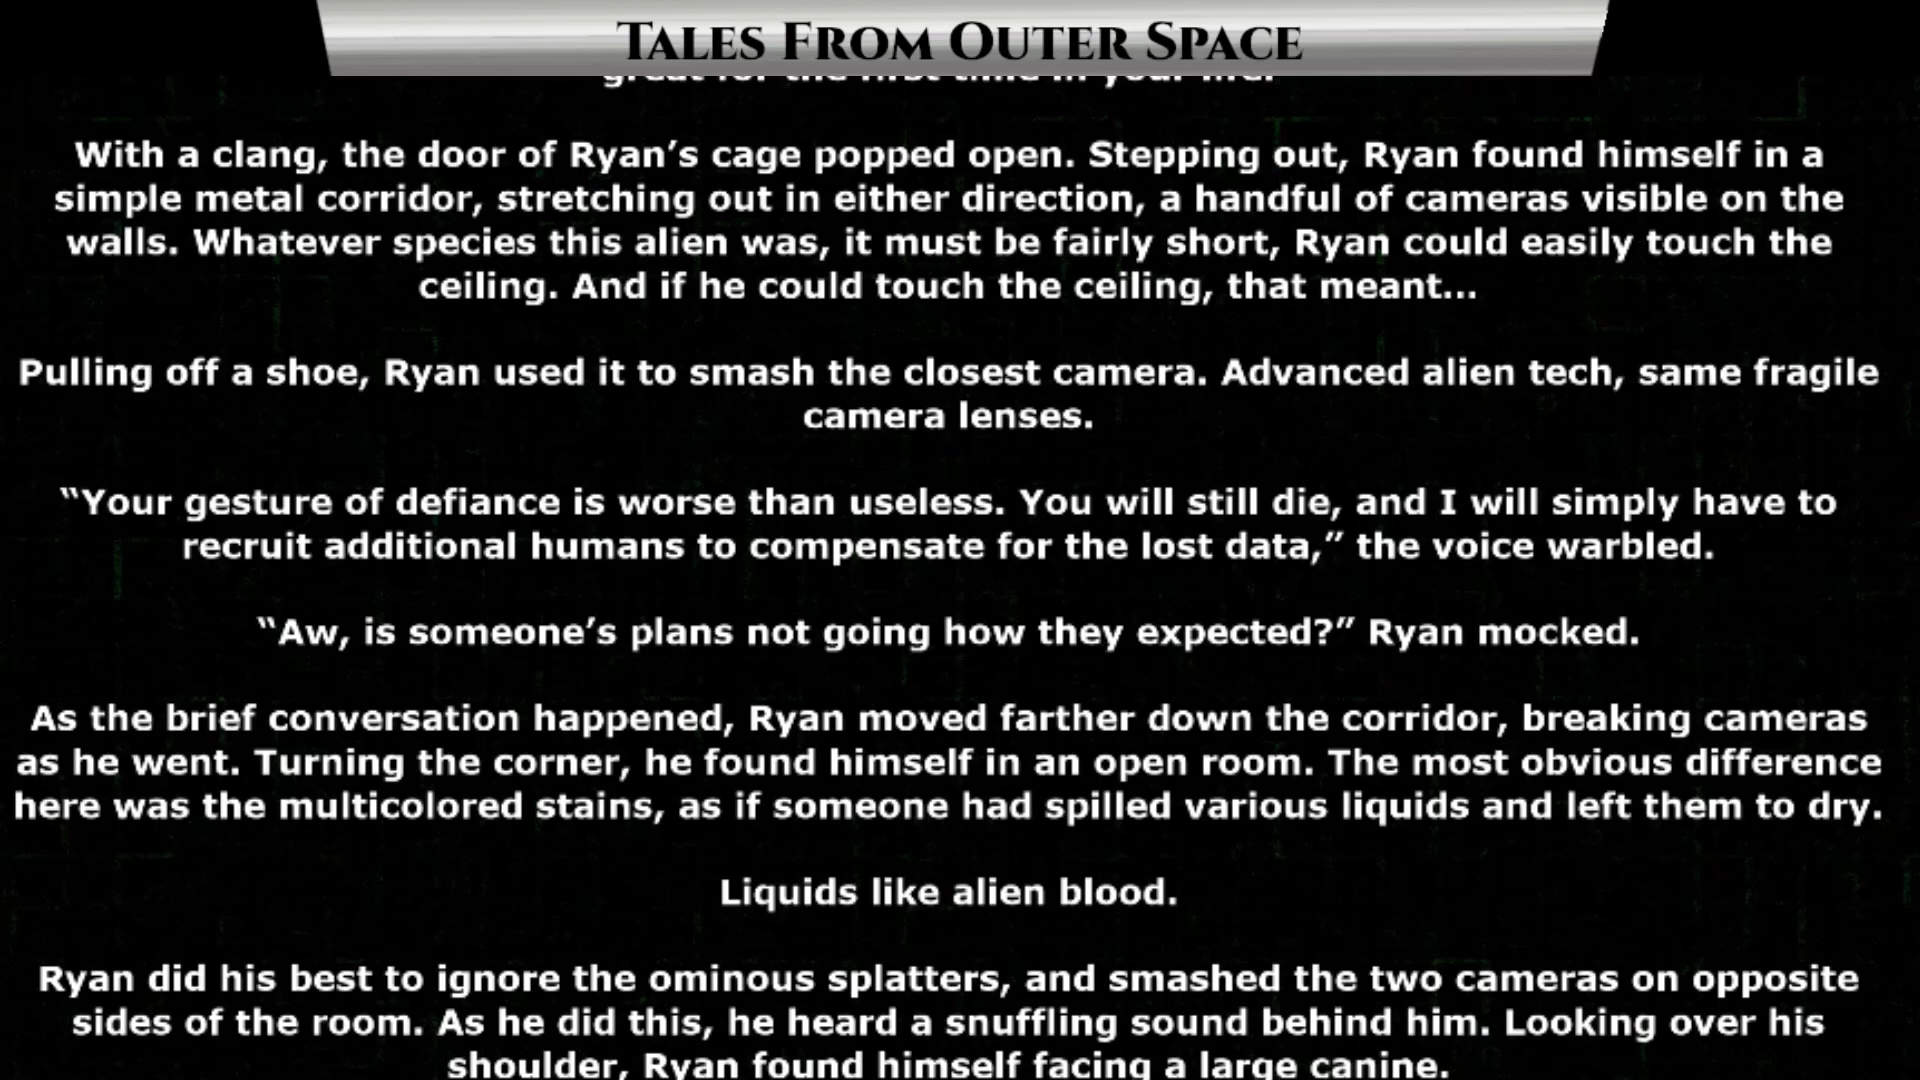 Tales From Outer Space
great for the first time in your life.
With a clang, the door of Ryan’s cage popped open. Stepping out, Ryan found himself in a
simple metal corridor, stretching out in either direction, a handful of cameras visible on the
walls. Whatever species this alien was, it must be fairly short, Ryan could easily touch the
ceiling. And if he could touch the ceiling, that meant...
Pulling off a shoe, Ryan used it to smash the closest camera. Advanced alien tech, same fragile
camera lenses.
“Your gesture of defiance is worse than useless. You will still die, and I will simply have to
recruit additional humans to compensate for the lost data,” the voice warbled.
“Aw, is someone’s plans not going how they expected?” Ryan mocked.
As the brief conversation happened, Ryan moved farther down the corridor, breaking cameras
as he went. Turning the corner, he found himself in an open room. The most obvious difference
here was the multicolored stains, as if someone had spilled various liquids and left them to dry.
Liquids like alien blood.
Ryan did his best to ignore the ominous splatters, and smashed the two cameras on opposite
sides of the room. As he did this, he heard a snuffling sound behind him. Looking over his
shoulder, Ryan found himself facing a large canine.